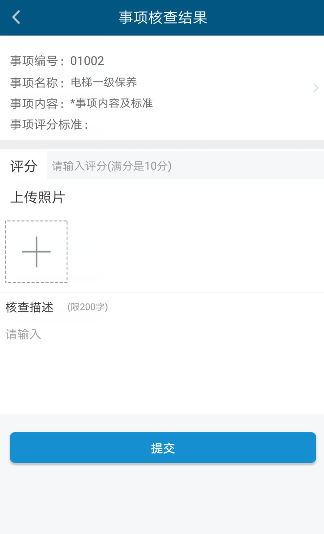 事项核查结果
事项编号：01002
事项名称：电梯一级保养
事项内容：*事项内容及标准
事项评分标准：
评分 请输入评分(满分是10分)
上传照片
核查描述 (限200字)
请输入
提交